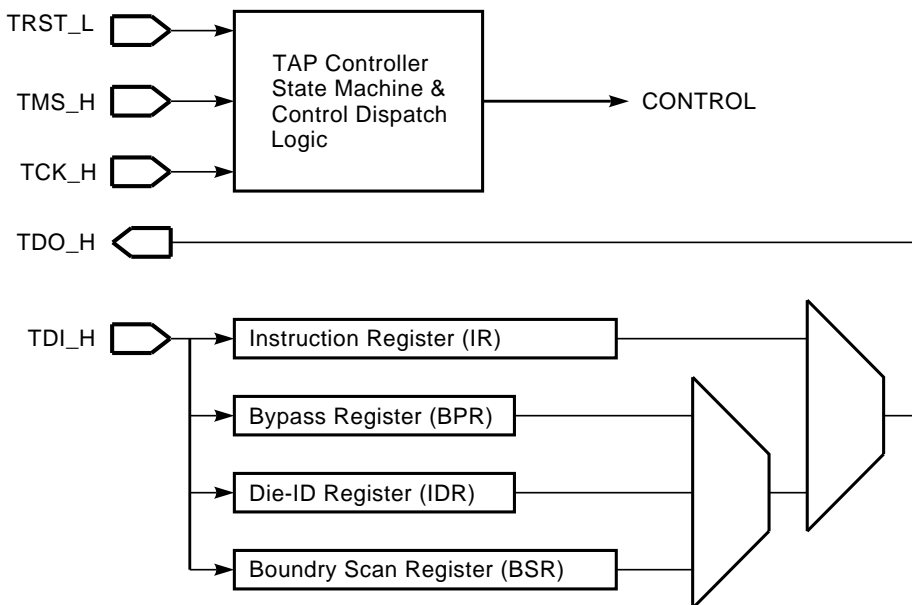 TRST_L
TMS_H
TCK_H
TAP Controller
State Machine &
Control Dispatch
Logic
CONTROL
TDO_H
TDI_H
Instruction Register (IR)
Bypass Register (BPR)
Die-ID Register (IDR)
Boundry Scan Register (BSR)